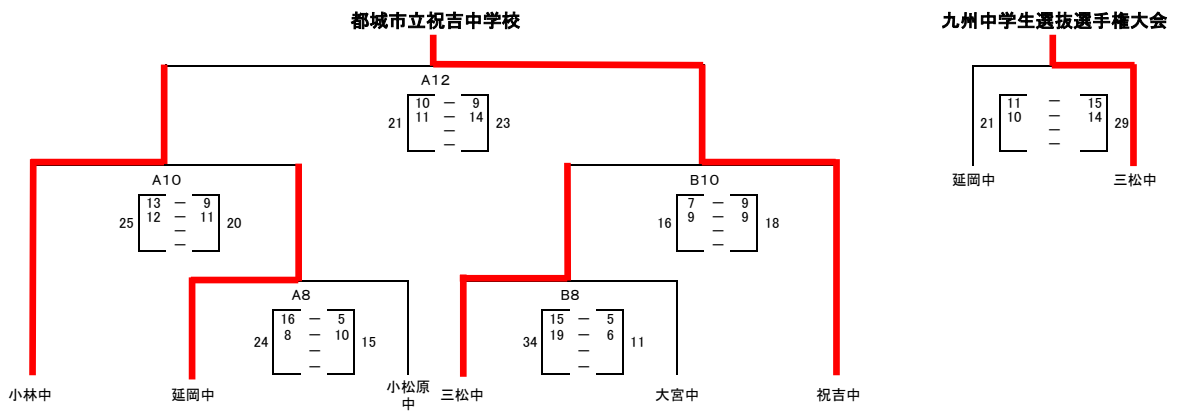 都城市立祝吉中学校
九州中学生選抜選手権大会
A12
21 10 － 9 23
11 － 14
－
－
21 11 － 15 29
10 － 14
－
－
延岡中 三松中
A10
25 13 － 9 20
12 － 11
－
－
B10
16 7 － 9 18
9 － 9
－
－
A8
24 16 － 5 15
8 － 10
－
－
B8
34 15 － 5 11
19 － 6
－
－
小林中 延岡中 小松原
中 三松中 大宮中 祝吉中